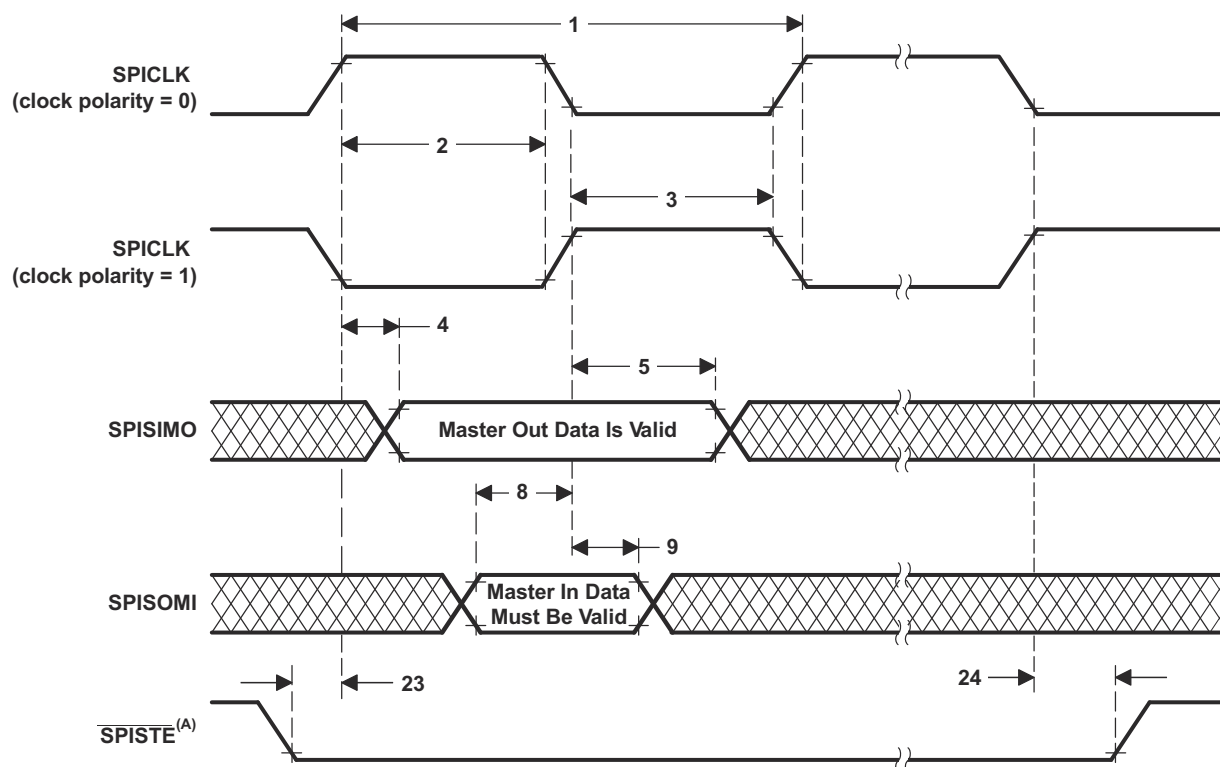 1
SPICLK
(clock polarity = 0)
2
3
SPICLK
(clock polarity = 1)
4
5
SPISIMO
Master Out Data Is Valid
8
9
SPISOMI
Master In Data
Must Be Valid
23
24
SPISTE(A)